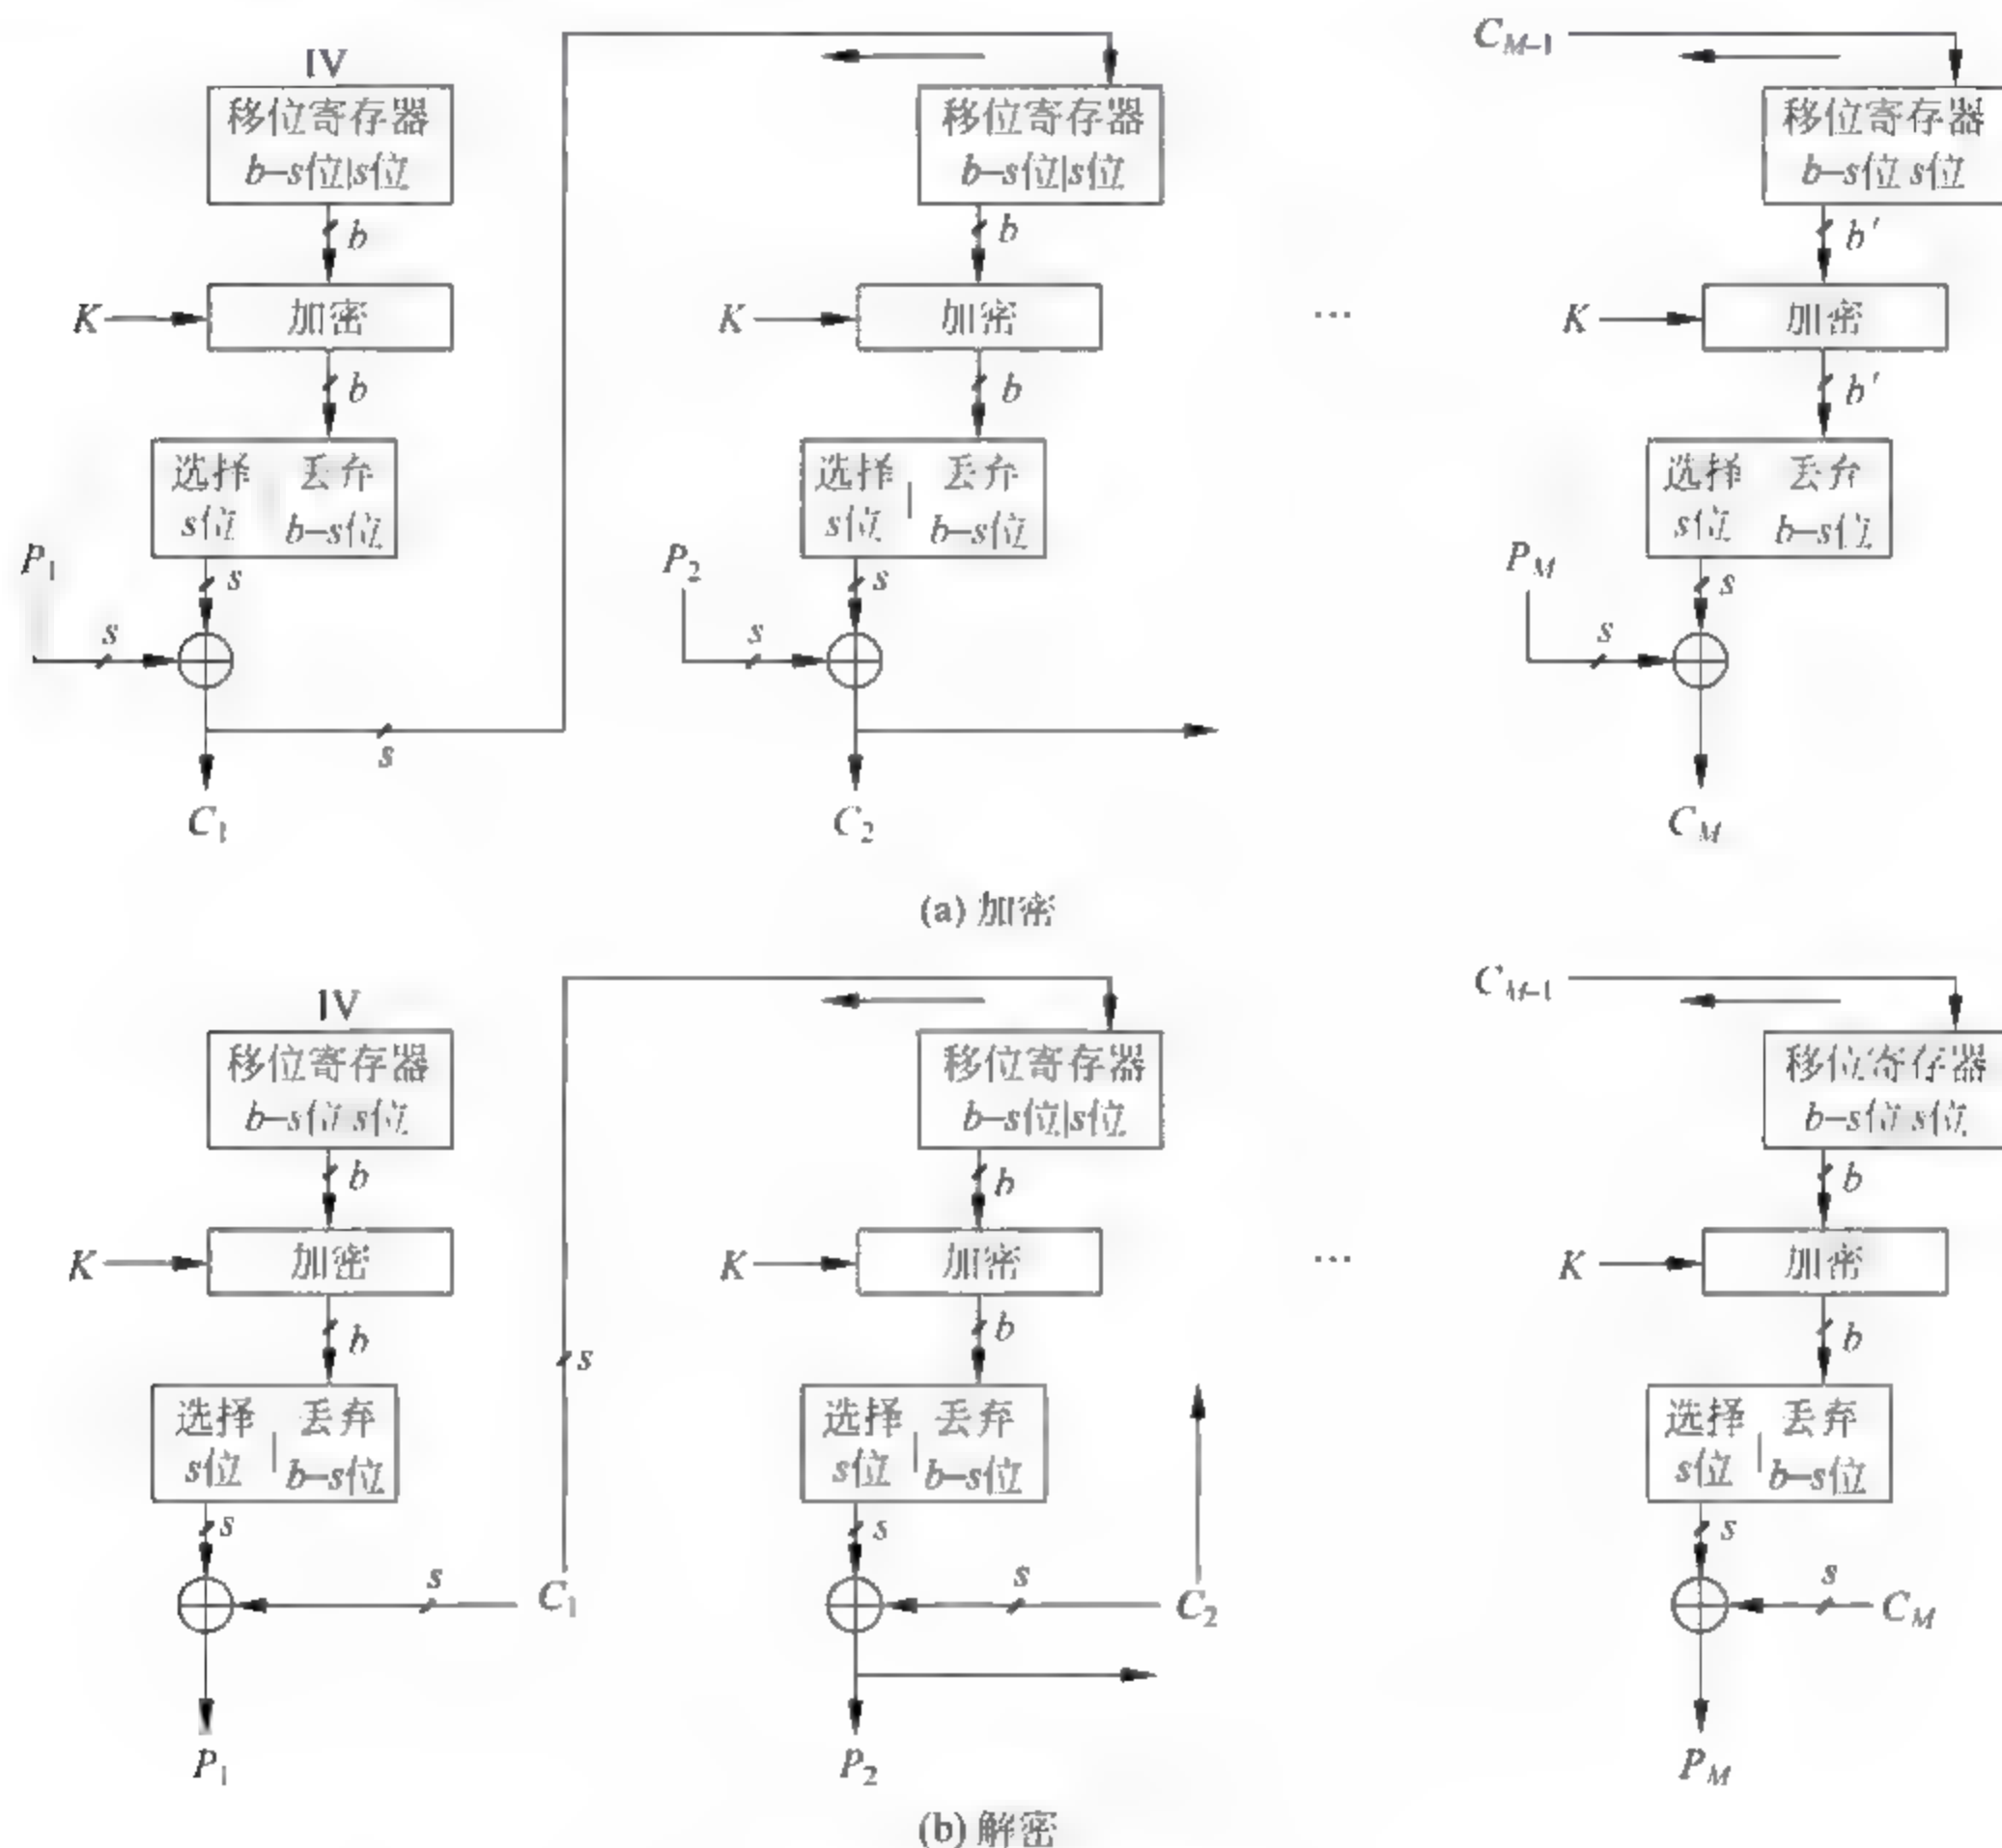 IV
C_{M-1}
移位寄存器 移位寄存器 移位寄存器
b-s位|s位 b-s位|s位 b-s位 s位
b b b'
K 加密 K 加密 … K 加密
b b b'
选择 丢弃 选择 | 丢弃 选择 丢弃
s位 b-s位 s位 b-s位 s位 b-s位
P_1 s P_2 s P_M s
s s s
s
C_1 C_2 C_M
(a) 加密
IV
C_{M-1}
移位寄存器 移位寄存器 移位寄存器
b-s位 s位 b-s位|s位 b-s位 s位
b b b
K 加密 K 加密 … K 加密
b b b
s
选择 | 丢弃 选择 | 丢弃 选择 | 丢弃
s位 b-s位 s位 b-s位 s位 b-s位
s s s
s C_1 s C_2 s C_M
P_1 P_2 P_M
(b) 解密